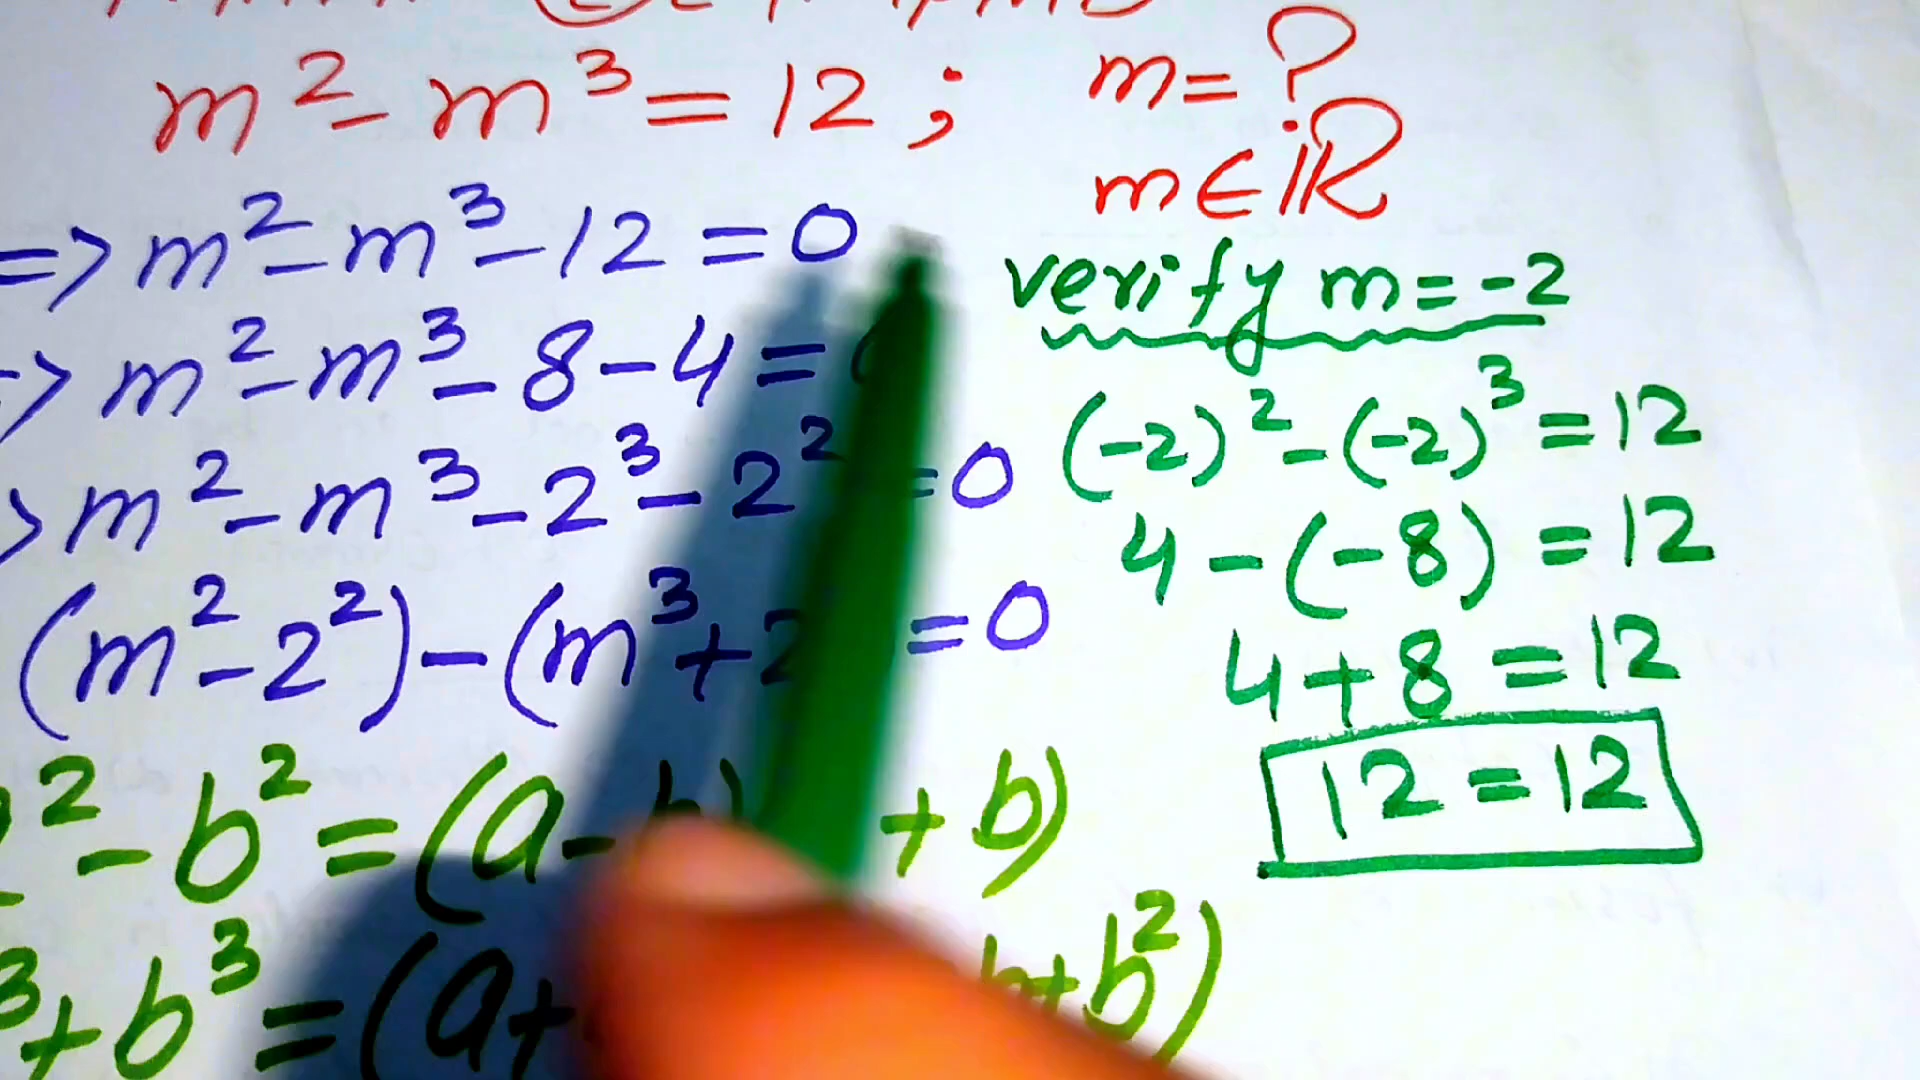 m² - m³ = 12 ; m = ?
m ∈ ℝ
=> m² - m³ - 12 = 0
=> m² - m³ - 8 - 4 =
> m² - m³ - 2³ - 2² = 0
(m² - 2²) - (m³ + 2 = 0
² - b² = (a - b) + b)
³ + b³ = (a + b + b²)
verify m = -2
(-2)² - (-2)³ = 12
4 - (-8) = 12
4 + 8 = 12
12 = 12